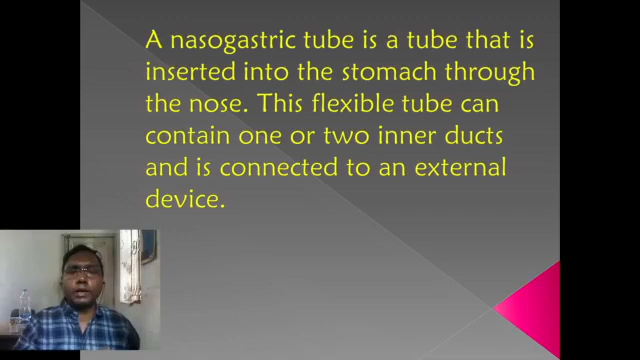 A nasogastric tube is a tube that is
inserted into the stomach through
the nose. This flexible tube can
contain one or two inner ducts
and is connected to an external
device.